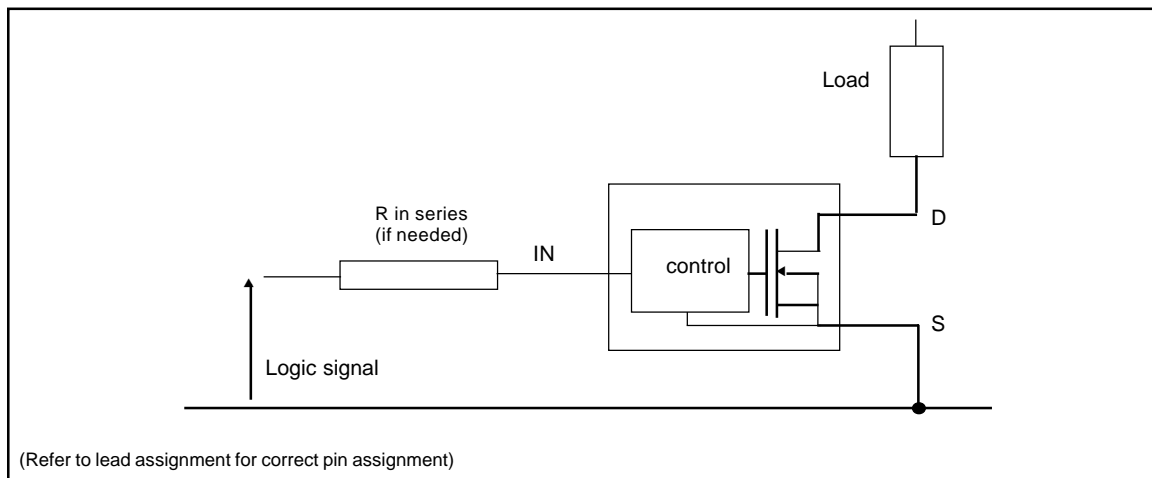 Load
R in series
(if needed)
IN
D
control
S
Logic signal
(Refer to lead assignment for correct pin assignment)